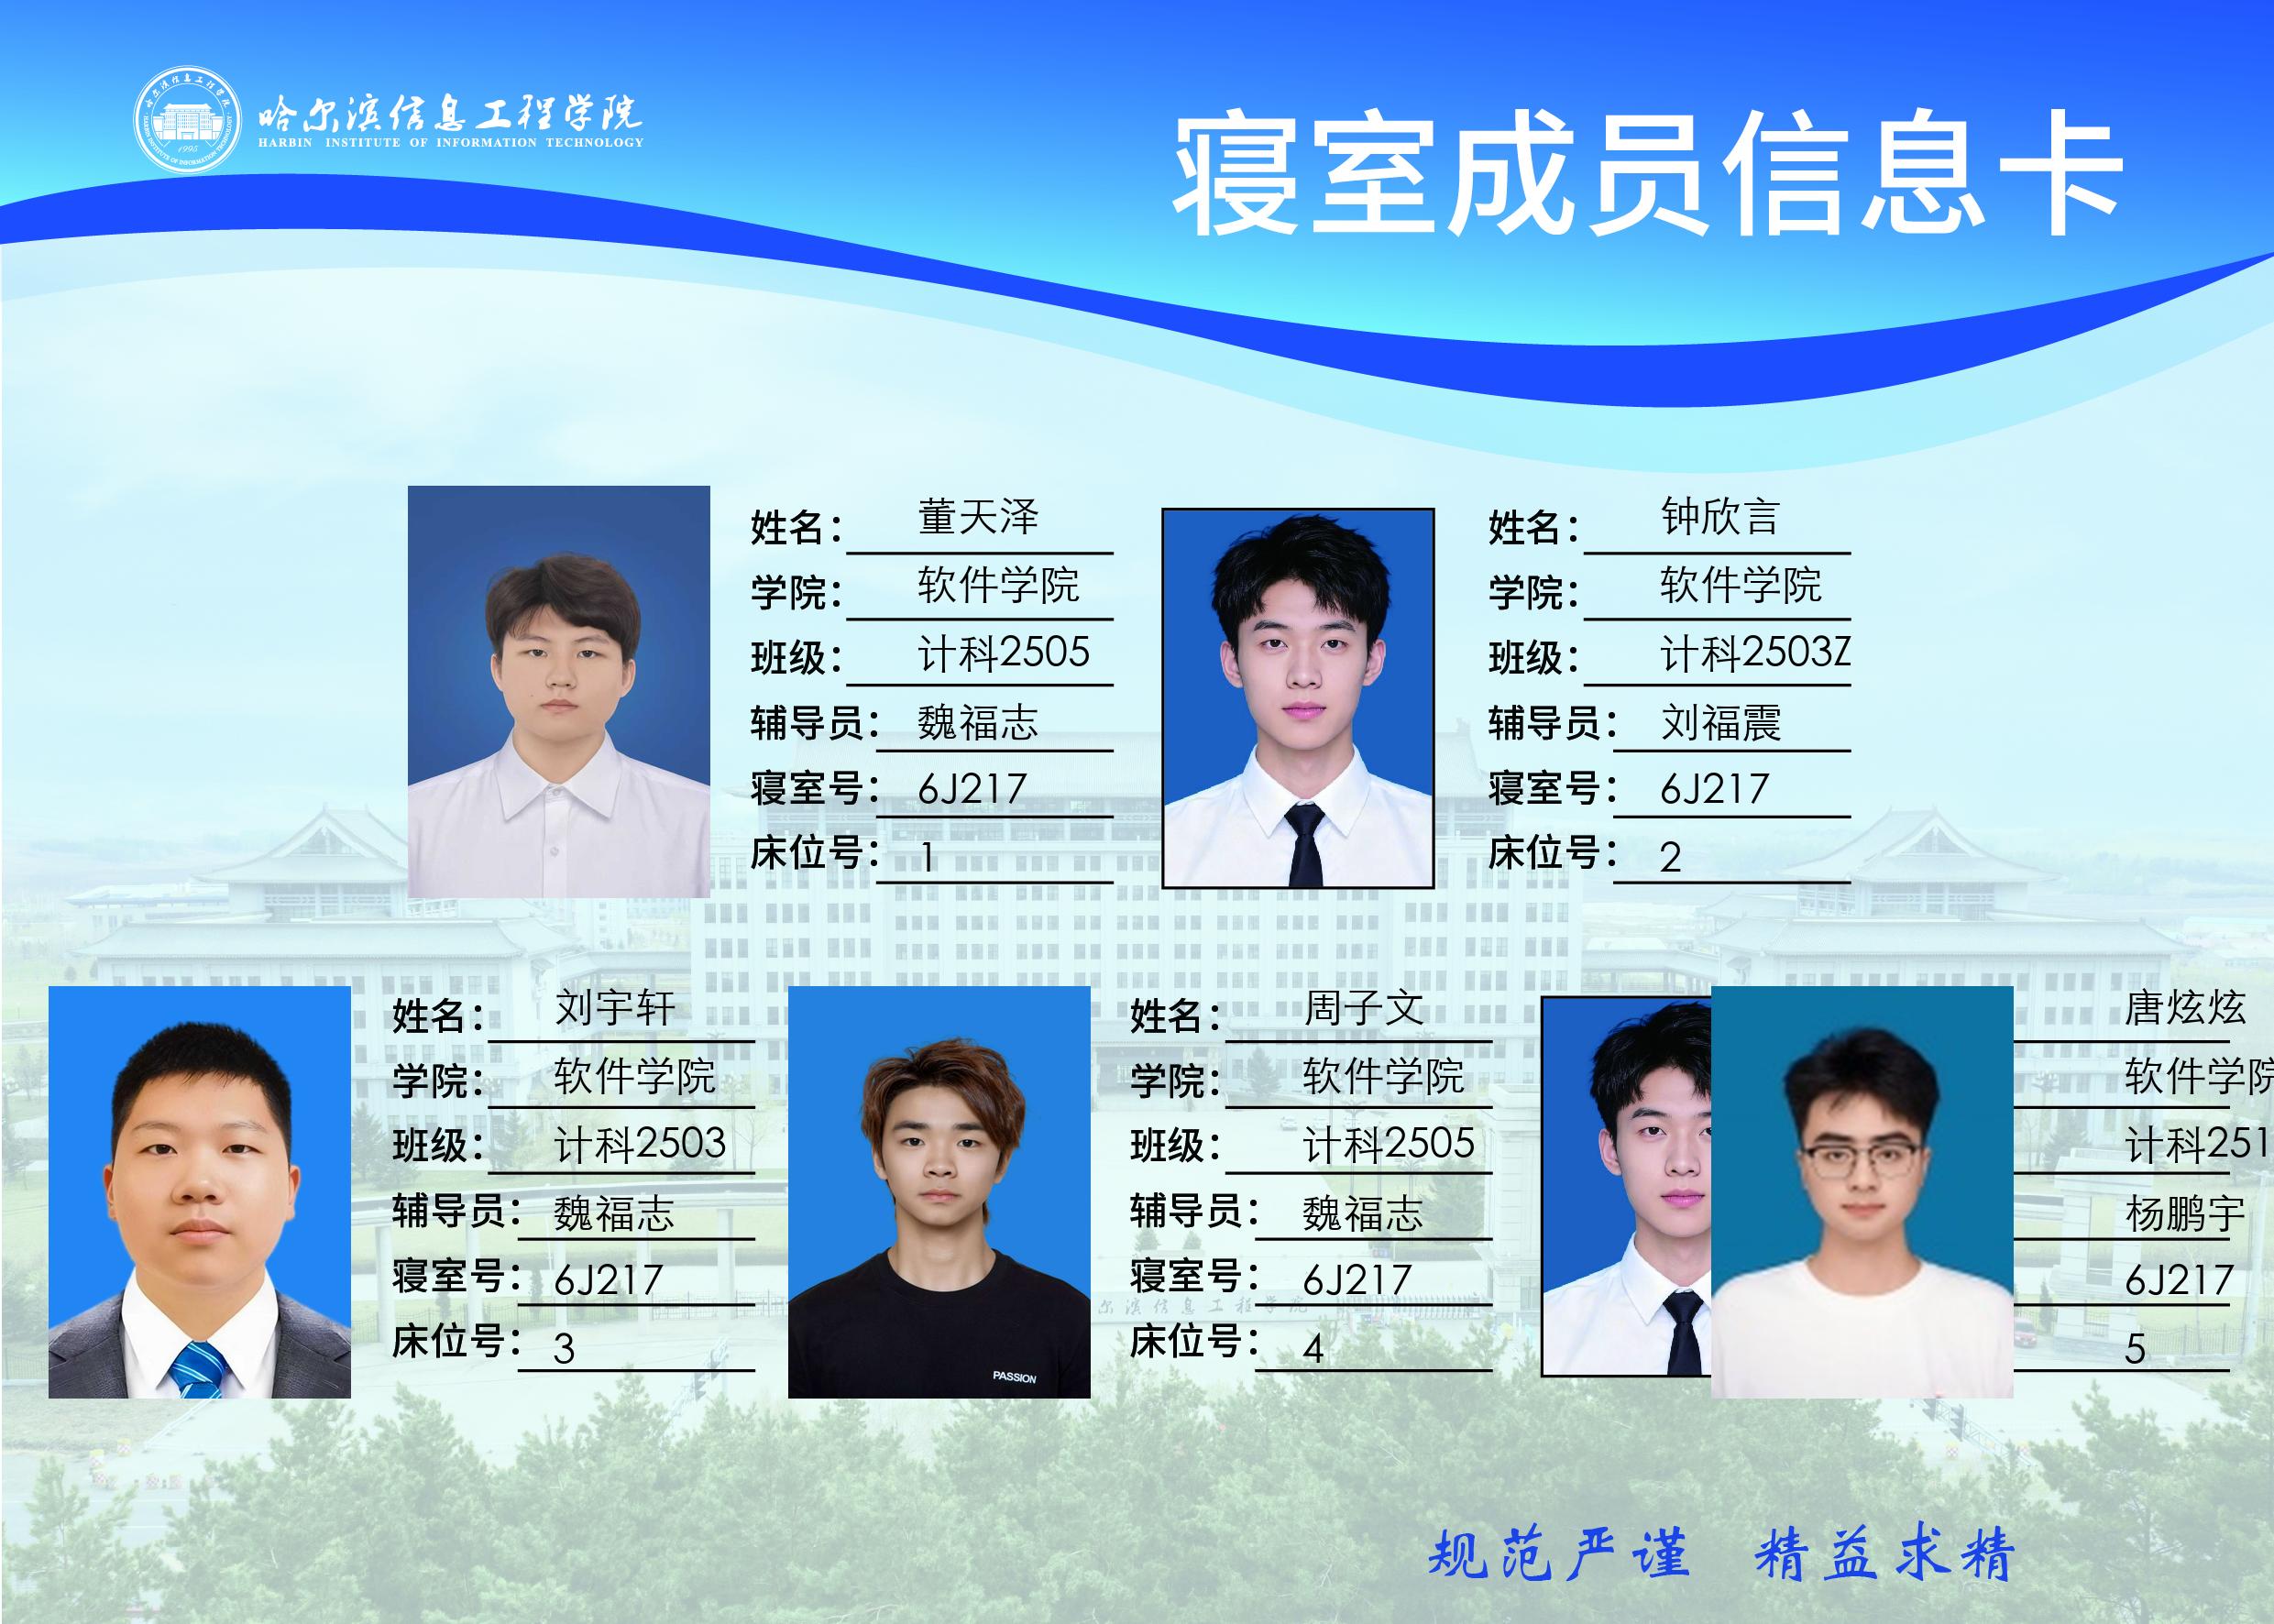 哈尔滨信息工程学院
HARBIN INSTITUTE OF INFORMATION TECHNOLOGY
1995
寝室成员信息卡
姓名：董天泽
学院：软件学院
班级：计科2505
辅导员：魏福志
寝室号：6J217
床位号：1
姓名：钟欣言
学院：软件学院
班级：计科2503Z
辅导员：刘福震
寝室号：6J217
床位号：2
姓名：刘宇轩
学院：软件学院
班级：计科2503
辅导员：魏福志
寝室号：6J217
床位号：3
PASSION
姓名：周子文
学院：软件学院
班级：计科2505
辅导员：魏福志
寝室号：6J217
床位号：4
唐炫炫
软件学院
计科251
杨鹏宇
6J217
5
规范严谨 精益求精